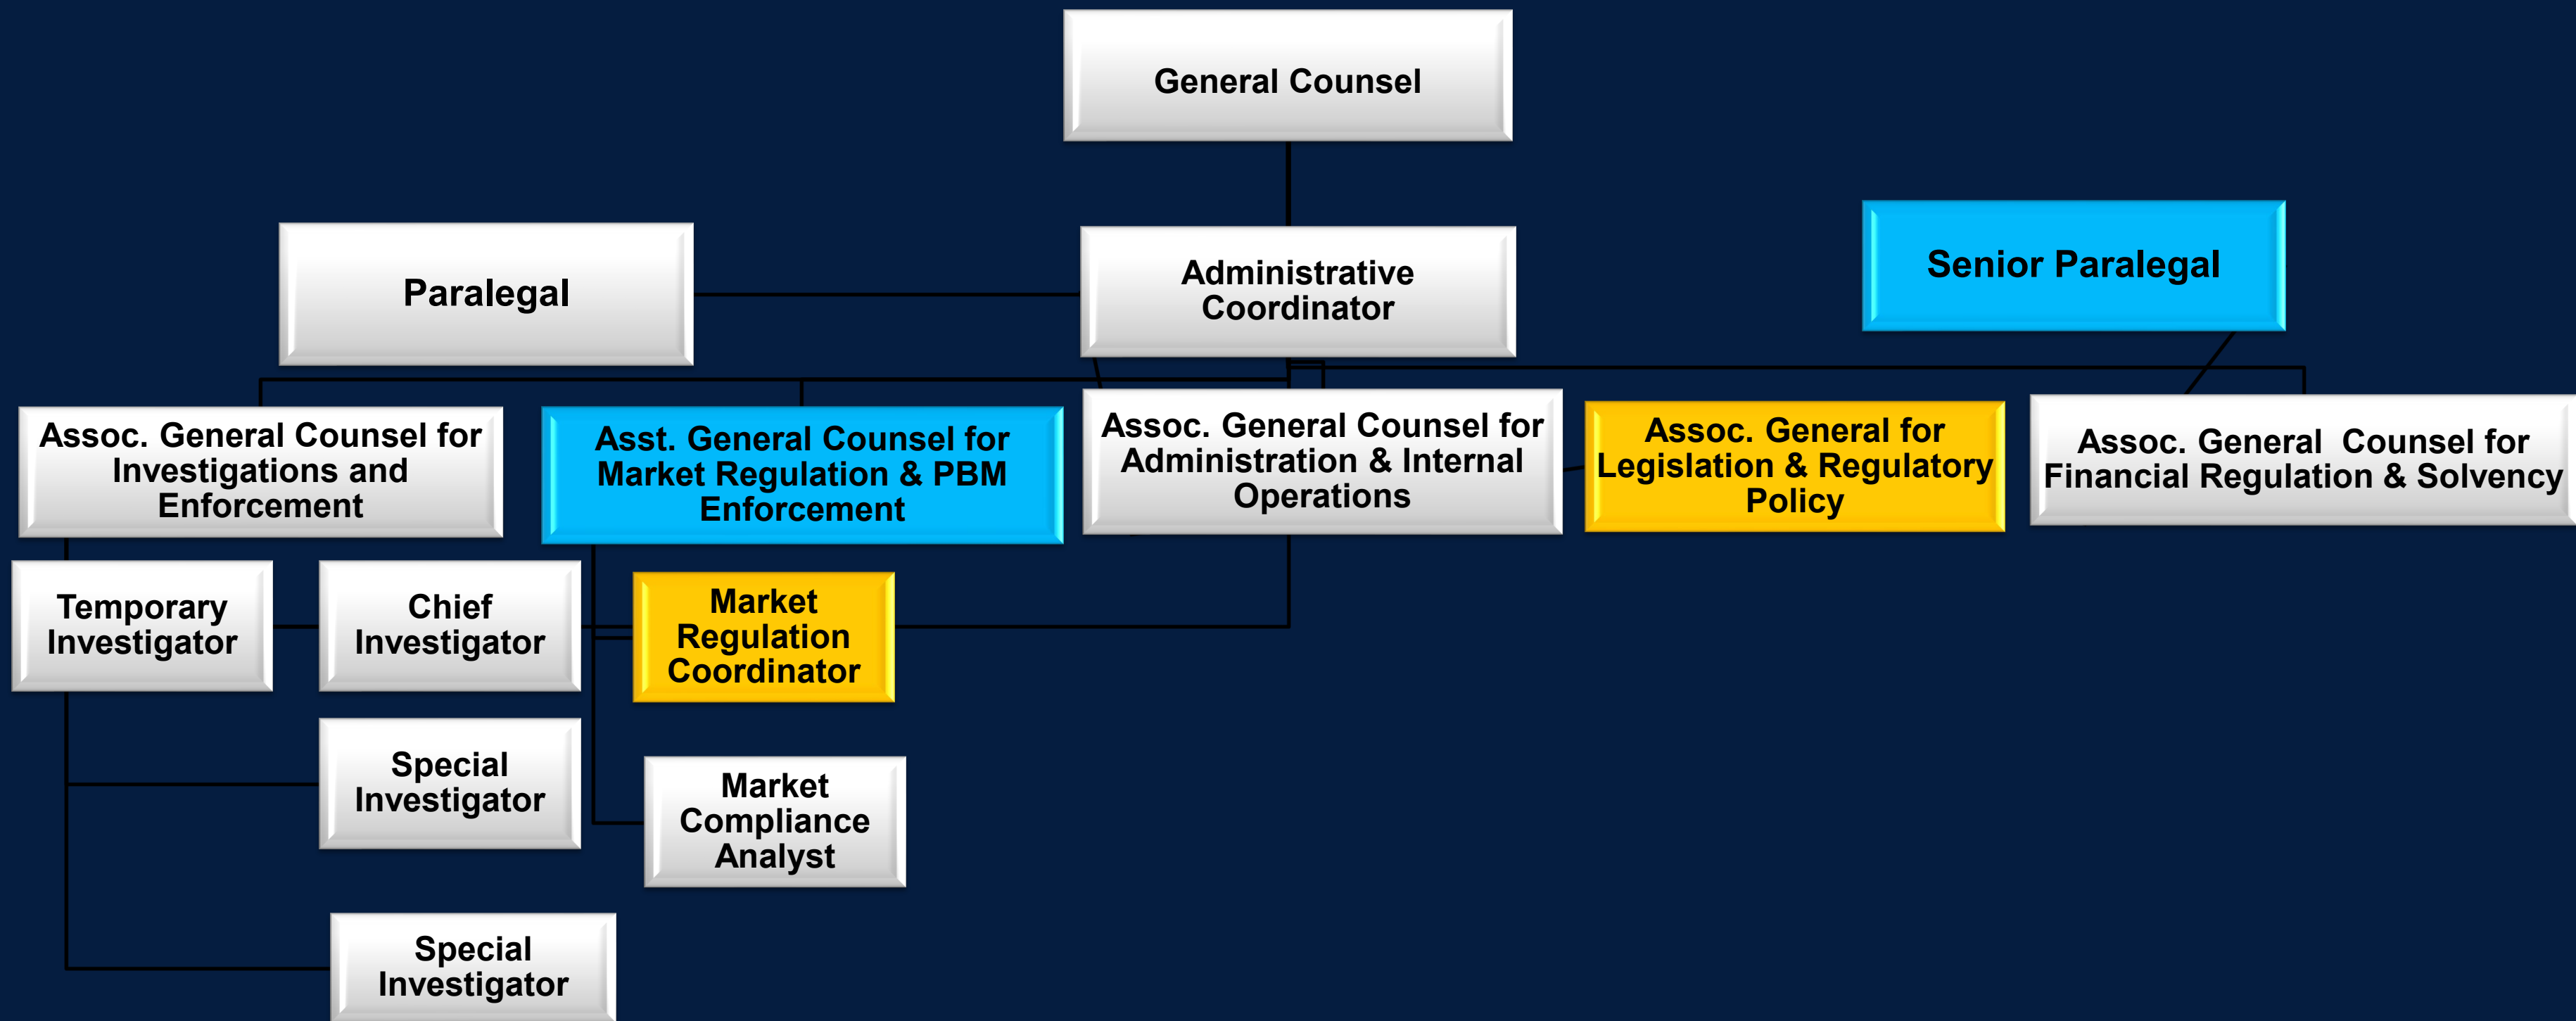 General Counsel
Paralegal
Administrative
Coordinator
Senior Paralegal
Assoc. General Counsel for
Investigations and
Enforcement
Asst. General Counsel for
Market Regulation & PBM
Enforcement
Assoc. General Counsel for
Administration & Internal
Operations
Assoc. General for
Legislation & Regulatory
Policy
Assoc. General Counsel for
Financial Regulation & Solvency
Temporary
Investigator
Chief
Investigator
Market
Regulation
Coordinator
Special
Investigator
Market
Compliance
Analyst
Special
Investigator